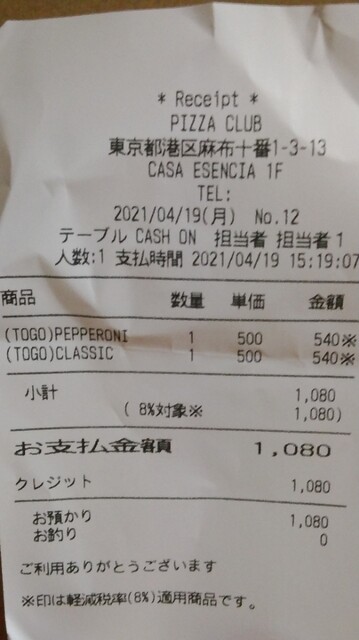 * Receipt *
PIZZA CLUB
東京都港区麻布十番1-3-13
CASA ESENCIA 1F
TEL:
2021/04/19(月) No.12
テーブル CASH ON 担当者 担当者1
人数:1 支払時間 2021/04/19 15:19:07
商品 数量 単価 金額
(TOGO)PEPPERONI 1 500 540※
(TOGO)CLASSIC 1 500 540※
小計 1,080
( 8%対象※ 1,080)
お支払金額 1,080
クレジット 1,080
お預かり 1,080
お釣り 0
ご利用ありがとうございます
※印は軽減税率(8%)適用商品です。